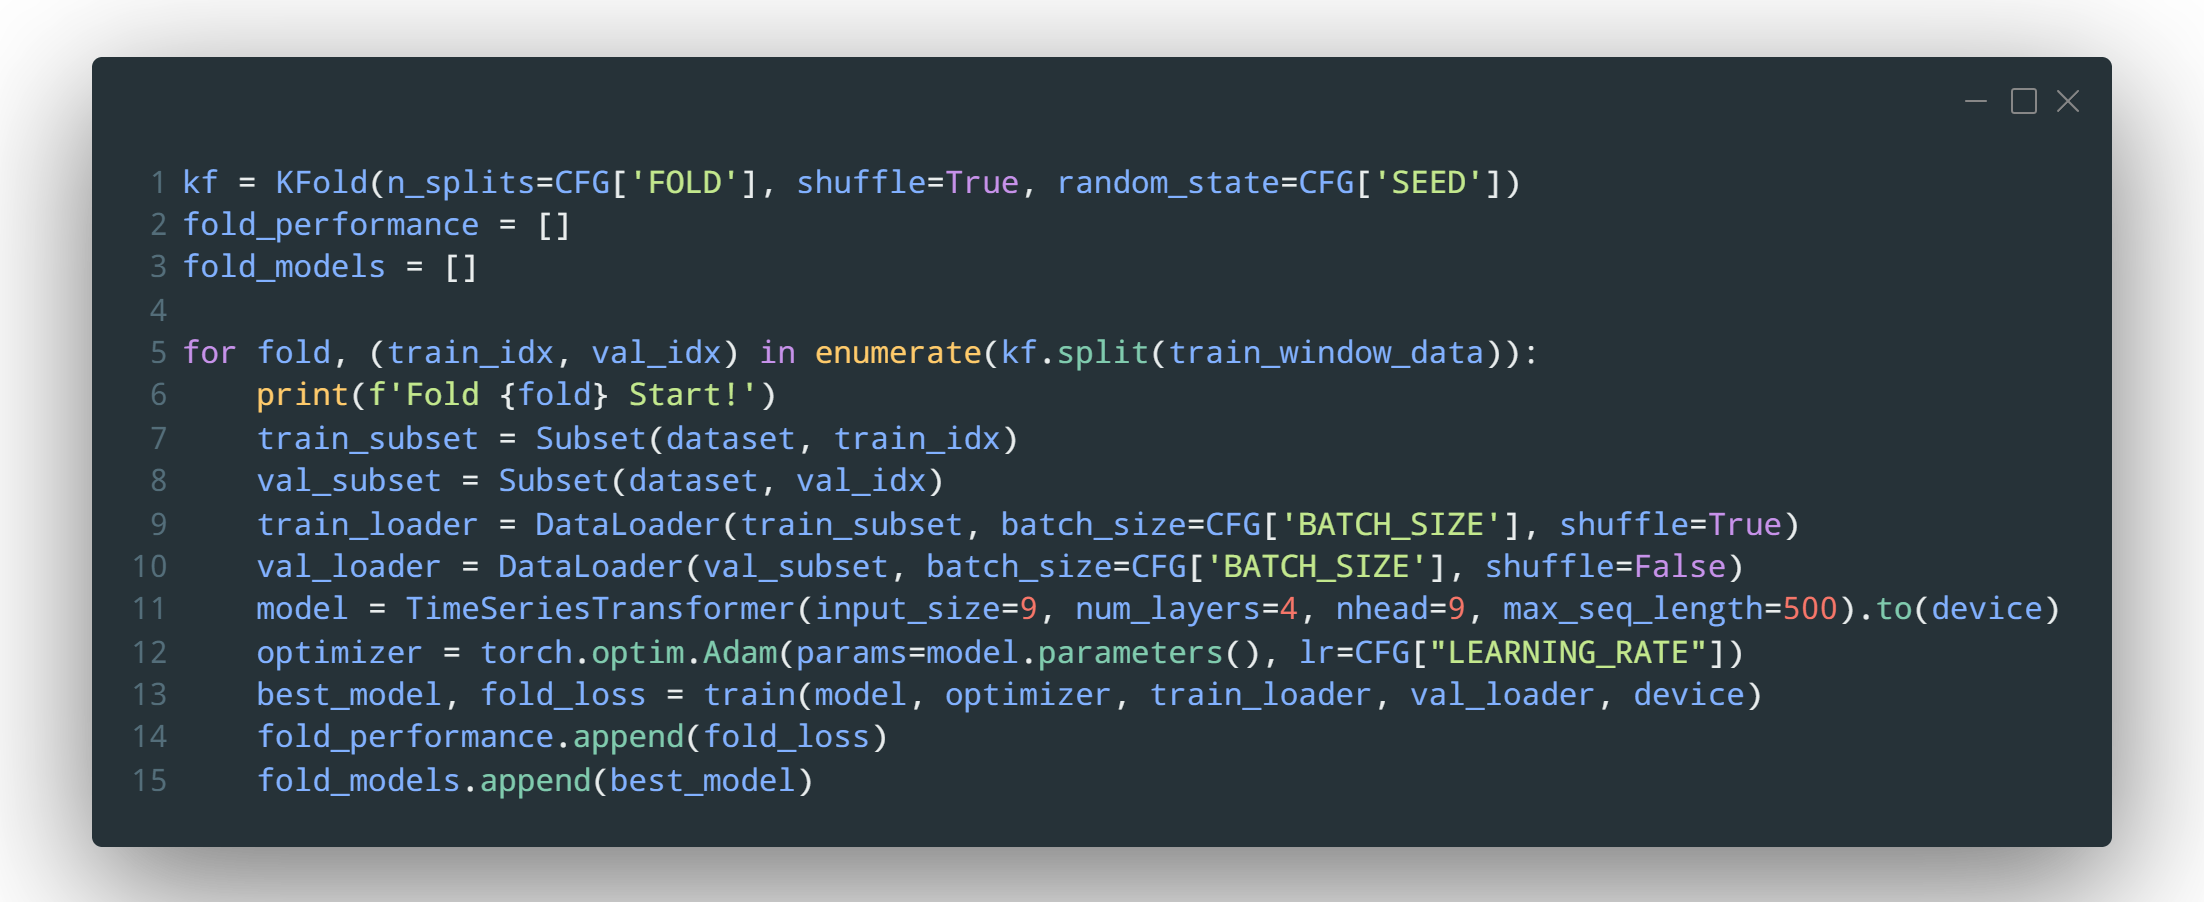 1 kf = KFold(n_splits=CFG['FOLD'], shuffle=True, random_state=CFG['SEED'])
2 fold_performance = []
3 fold_models = []
4
5 for fold, (train_idx, val_idx) in enumerate(kf.split(train_window_data)):
6     print(f'Fold {fold} Start!')
7     train_subset = Subset(dataset, train_idx)
8     val_subset = Subset(dataset, val_idx)
9     train_loader = DataLoader(train_subset, batch_size=CFG['BATCH_SIZE'], shuffle=True)
10     val_loader = DataLoader(val_subset, batch_size=CFG['BATCH_SIZE'], shuffle=False)
11     model = TimeSeriesTransformer(input_size=9, num_layers=4, nhead=9, max_seq_length=500).to(device)
12     optimizer = torch.optim.Adam(params=model.parameters(), lr=CFG["LEARNING_RATE"])
13     best_model, fold_loss = train(model, optimizer, train_loader, val_loader, device)
14     fold_performance.append(fold_loss)
15     fold_models.append(best_model)